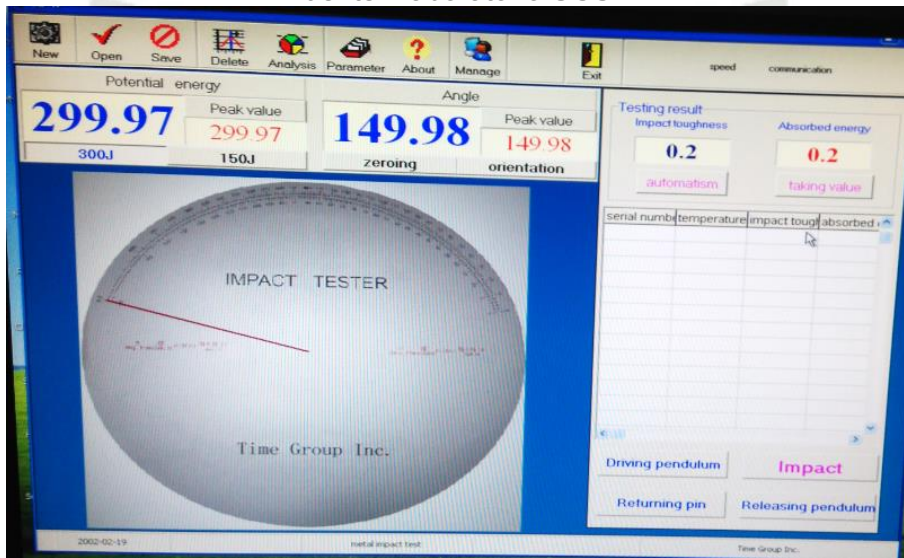 New Open Save Delete Analysis Parameter About Manage Exit speed communication
Potential energy
299.97
Peak value
299.97
300J 150J
Angle
149.98
Peak value
149.98
zeroing orientation
Testing result
Impact toughness Absorbed energy
0.2 0.2
automatism taking value
serial numb temperature impact toug absorbed
IMPACT TESTER
Time Group Inc.
Driving pendulum Impact
Returning pin Releasing pendulum
2002-02-19 metal impact test Time Group Inc.